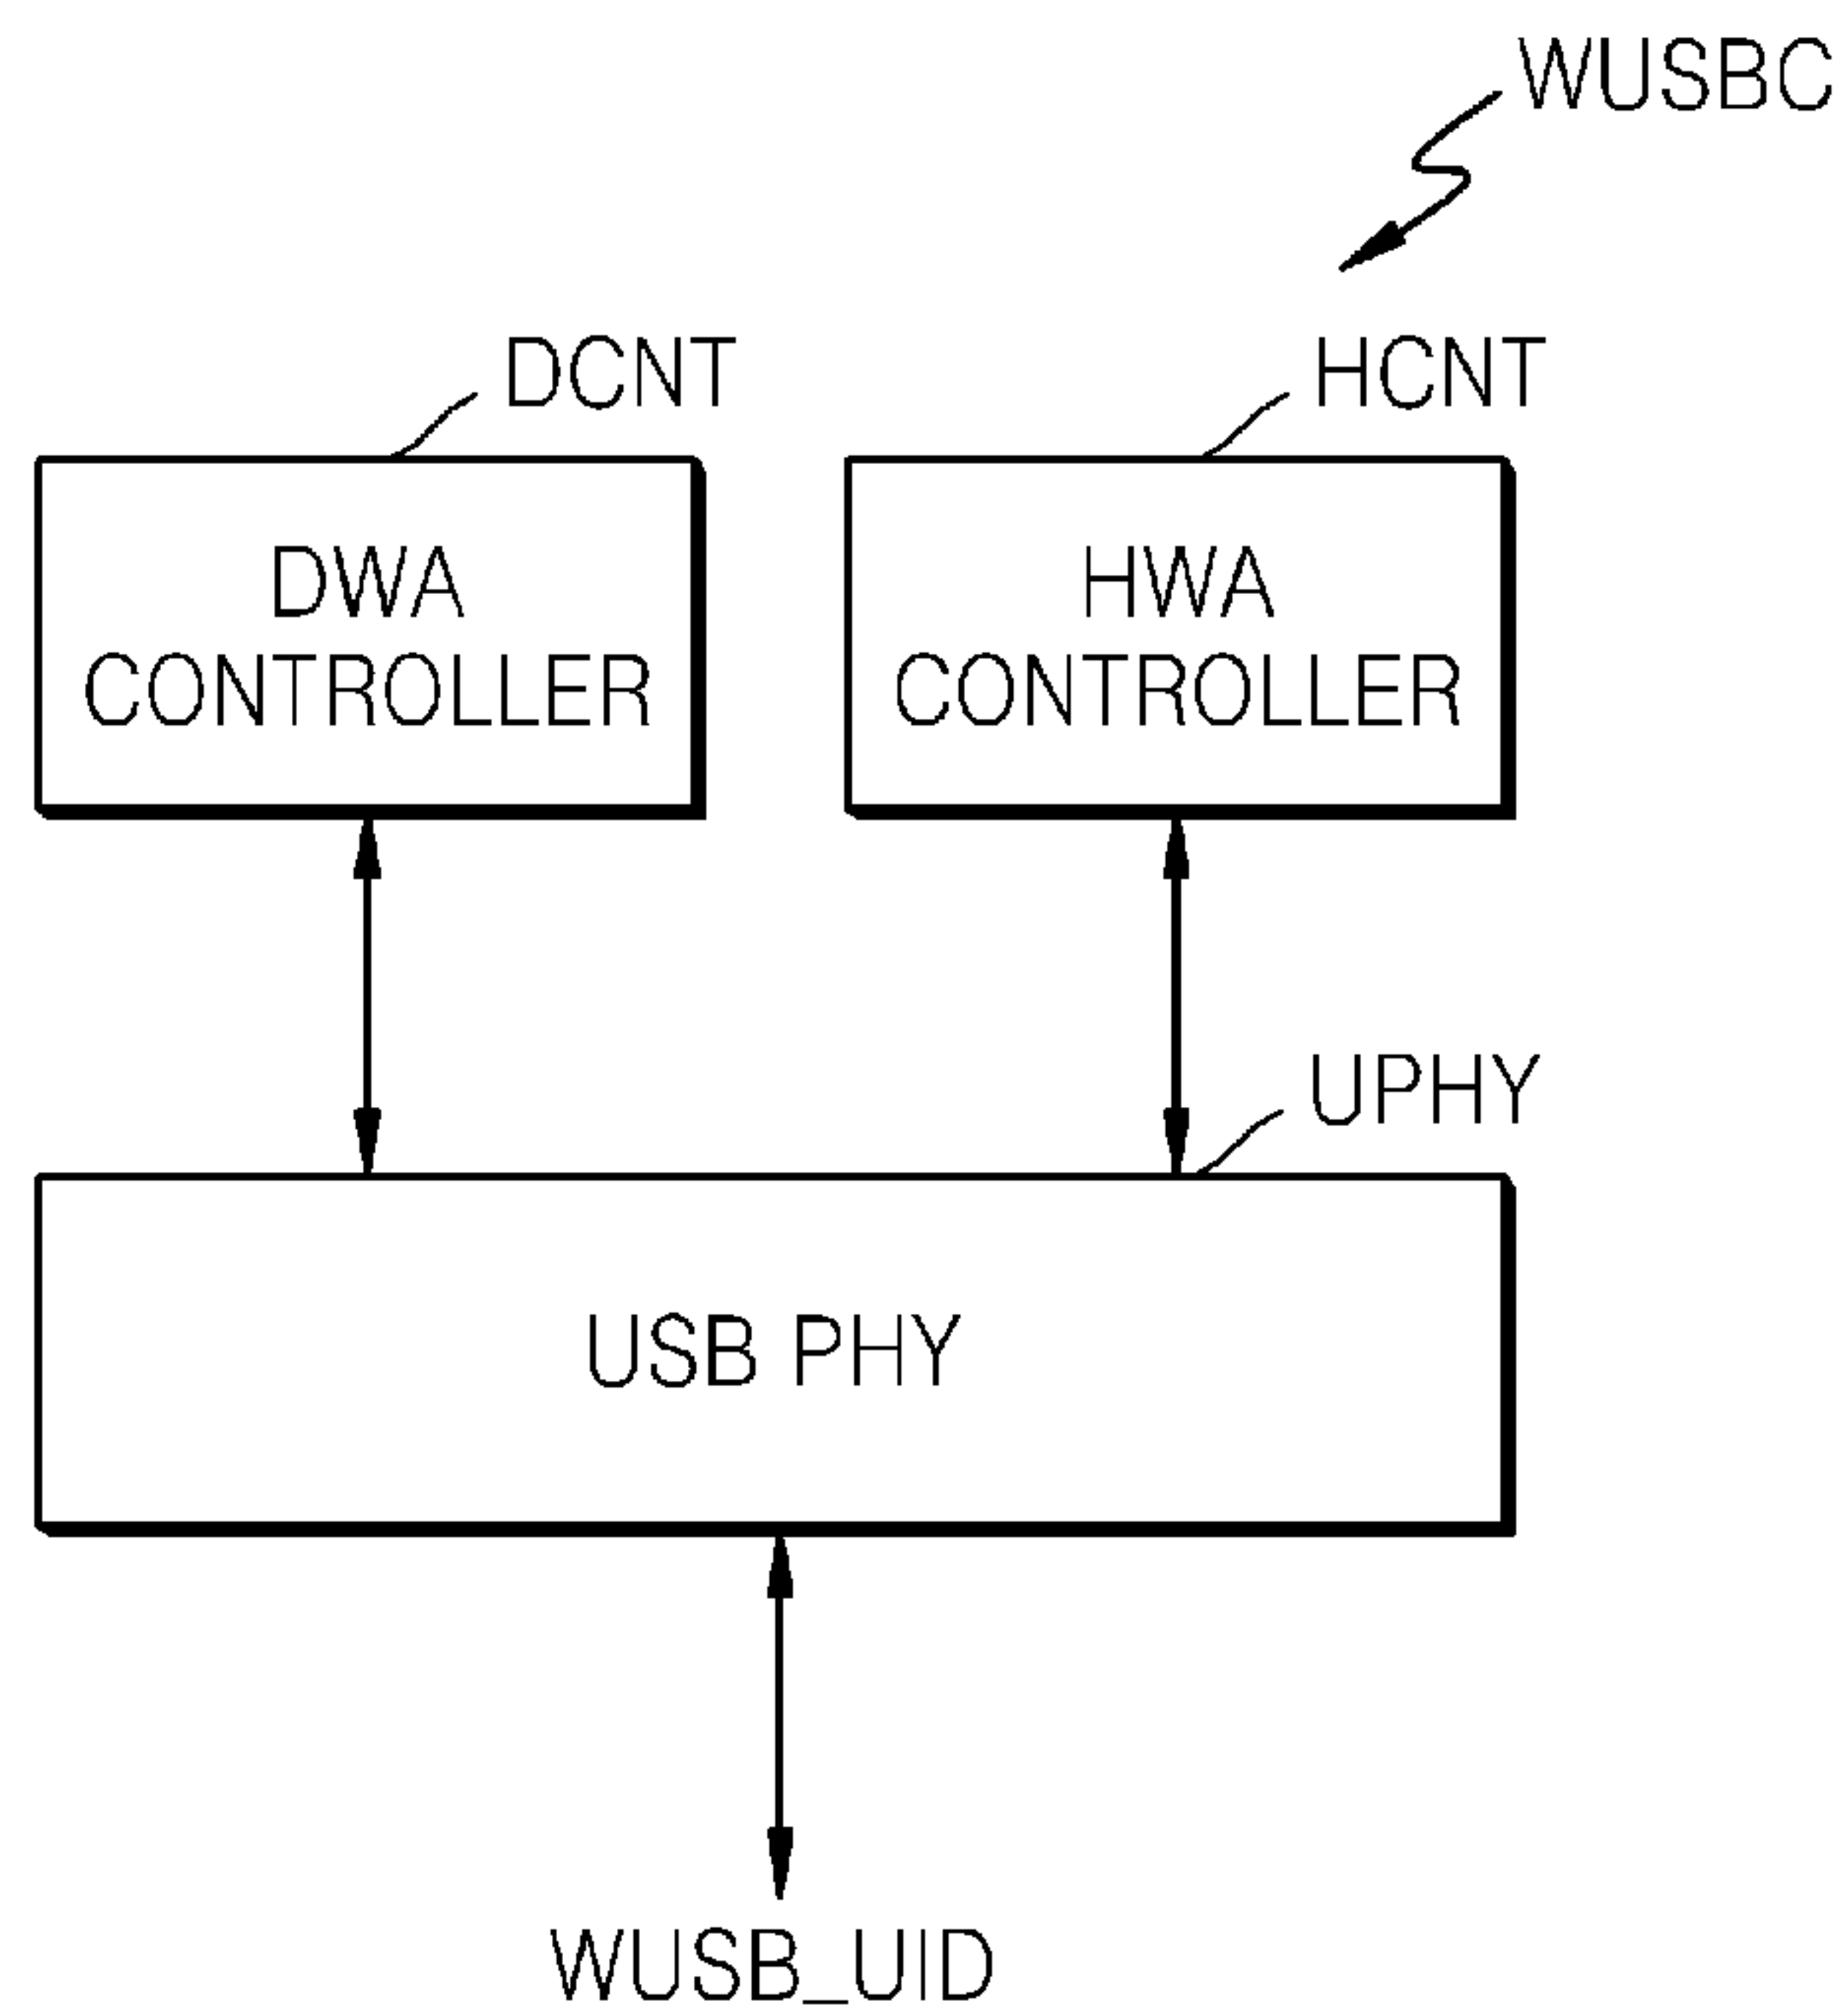 WUSBC
DCNT
HCNT
DWA
CONTROLLER
HWA
CONTROLLER
UPHY
USB PHY
WUSB_UID